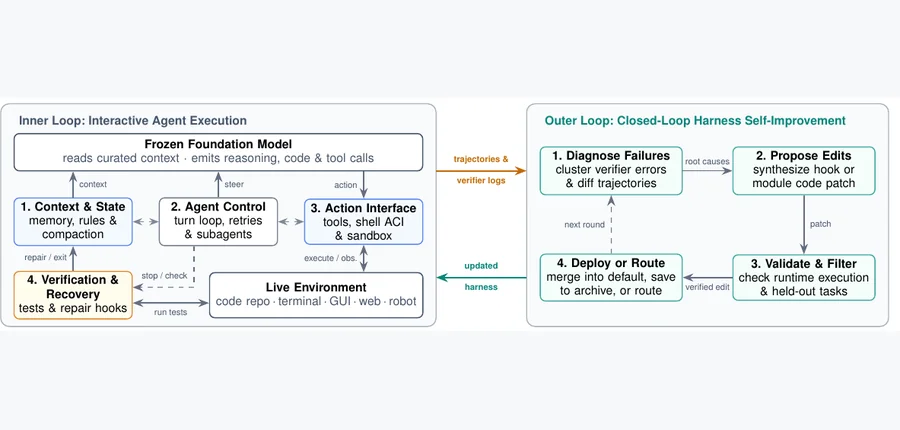 Inner Loop: Interactive Agent Execution
Frozen Foundation Model
reads curated context · emits reasoning, code & tool calls
context
steer
action
1. Context & State
memory, rules &
compaction
2. Agent Control
turn loop, retries
& subagents
3. Action Interface
tools, shell ACI
& sandbox
repair / exit
stop / check
execute / obs.
4. Verification &
Recovery
tests & repair hooks
run tests
Live Environment
code repo · terminal · GUI · web · robot
trajectories &
verifier logs
updated
harness
Outer Loop: Closed-Loop Harness Self-Improvement
1. Diagnose Failures
cluster verifier errors
& diff trajectories
root causes
2. Propose Edits
synthesize hook or
module code patch
next round
patch
4. Deploy or Route
merge into default, save
to archive, or route
verified edit
3. Validate & Filter
check runtime execution
& held-out tasks